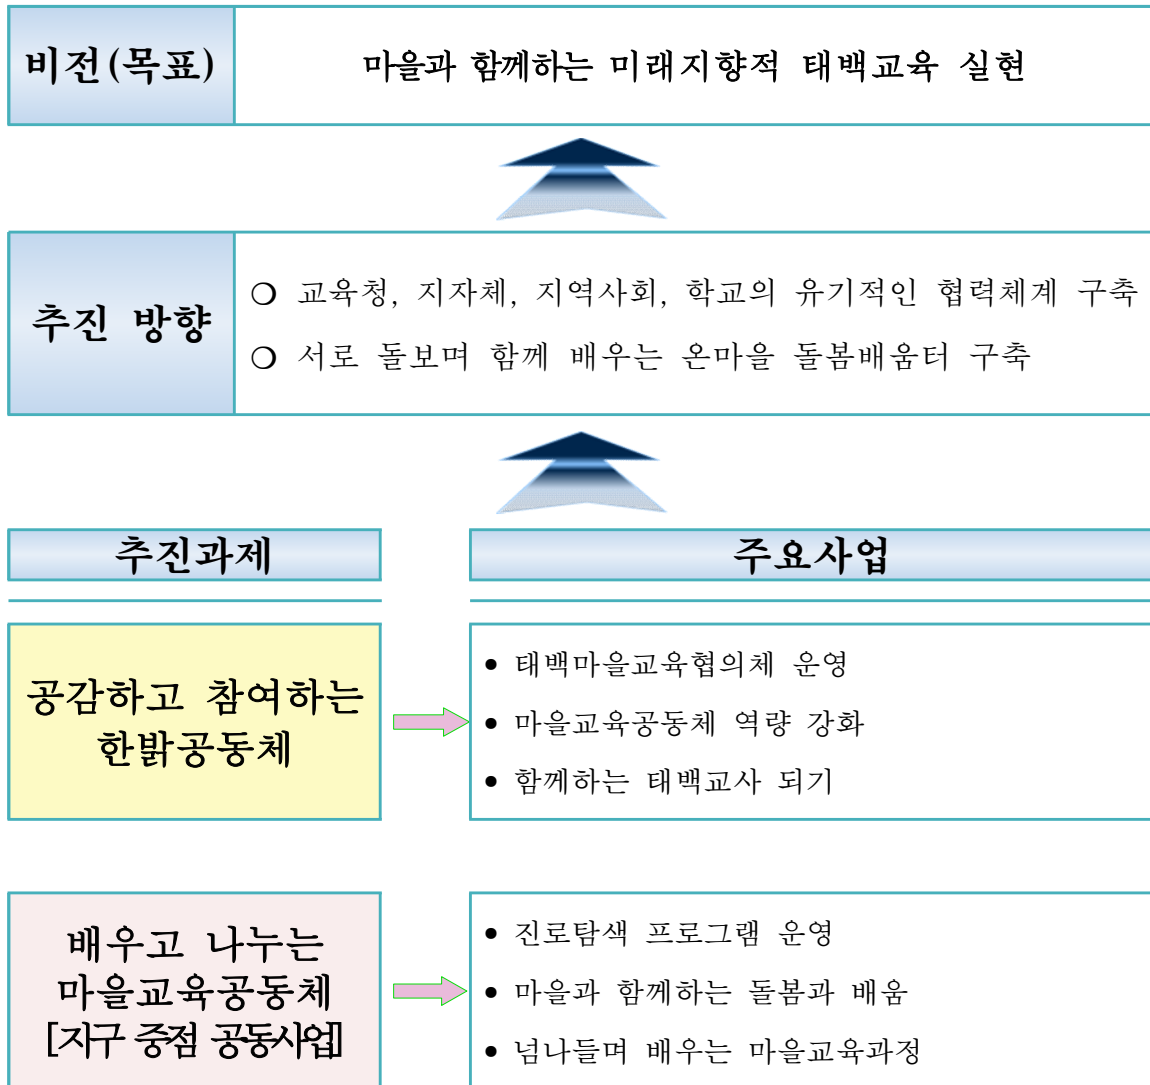 비전(목표)
마을과 함께하는 미래지향적 태백교육 실현
추진 방향
❍ 교육청, 지자체, 지역사회, 학교의 유기적인 협력체계 구축
❍ 서로 돌보며 함께 배우는 온마을 돌봄배움터 구축
추진과제
주요사업
공감하고 참여하는
한밝공동체
• 태백마을교육협의체 운영
• 마을교육공동체 역량 강화
• 함께하는 태백교사 되기
배우고 나누는
마을교육공동체
[지구 중점 공동사업]
• 진로탐색 프로그램 운영
• 마을과 함께하는 돌봄과 배움
• 넘나들며 배우는 마을교육과정